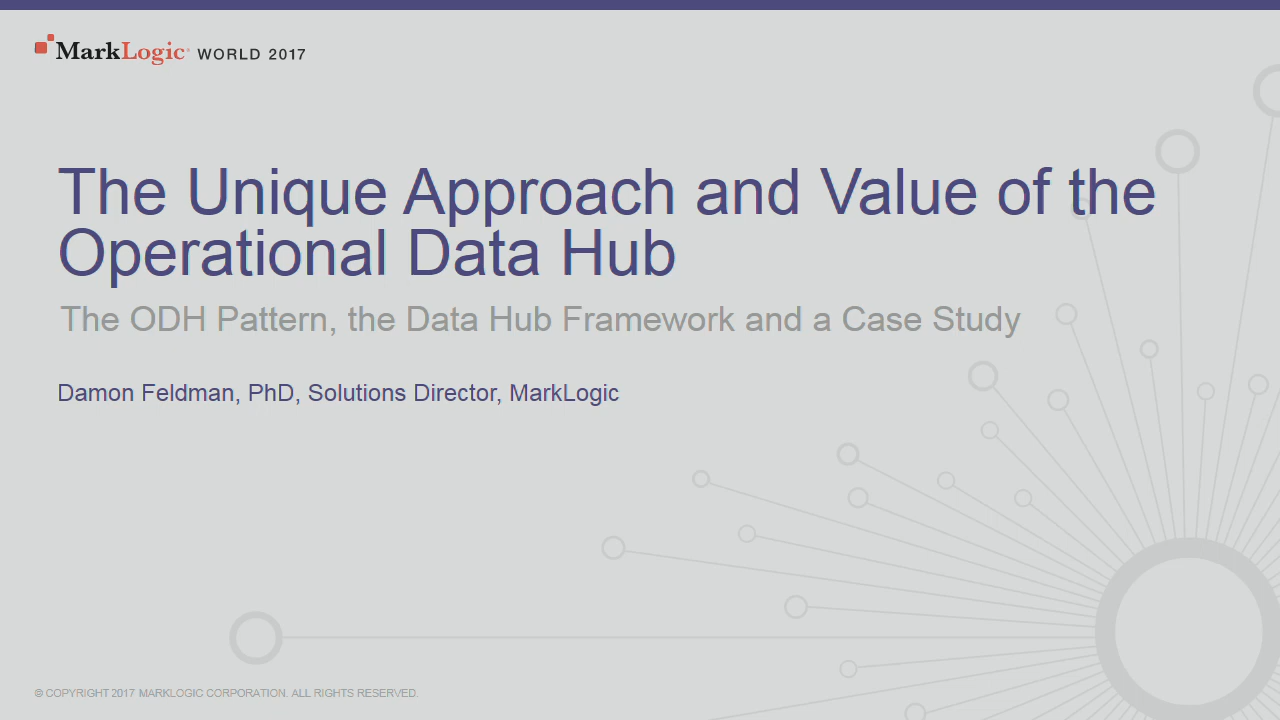 MarkLogic® WORLD 2017
The Unique Approach and Value of the
Operational Data Hub
The ODH Pattern, the Data Hub Framework and a Case Study
Damon Feldman, PhD, Solutions Director, MarkLogic
© COPYRIGHT 2017 MARKLOGIC CORPORATION. ALL RIGHTS RESERVED.